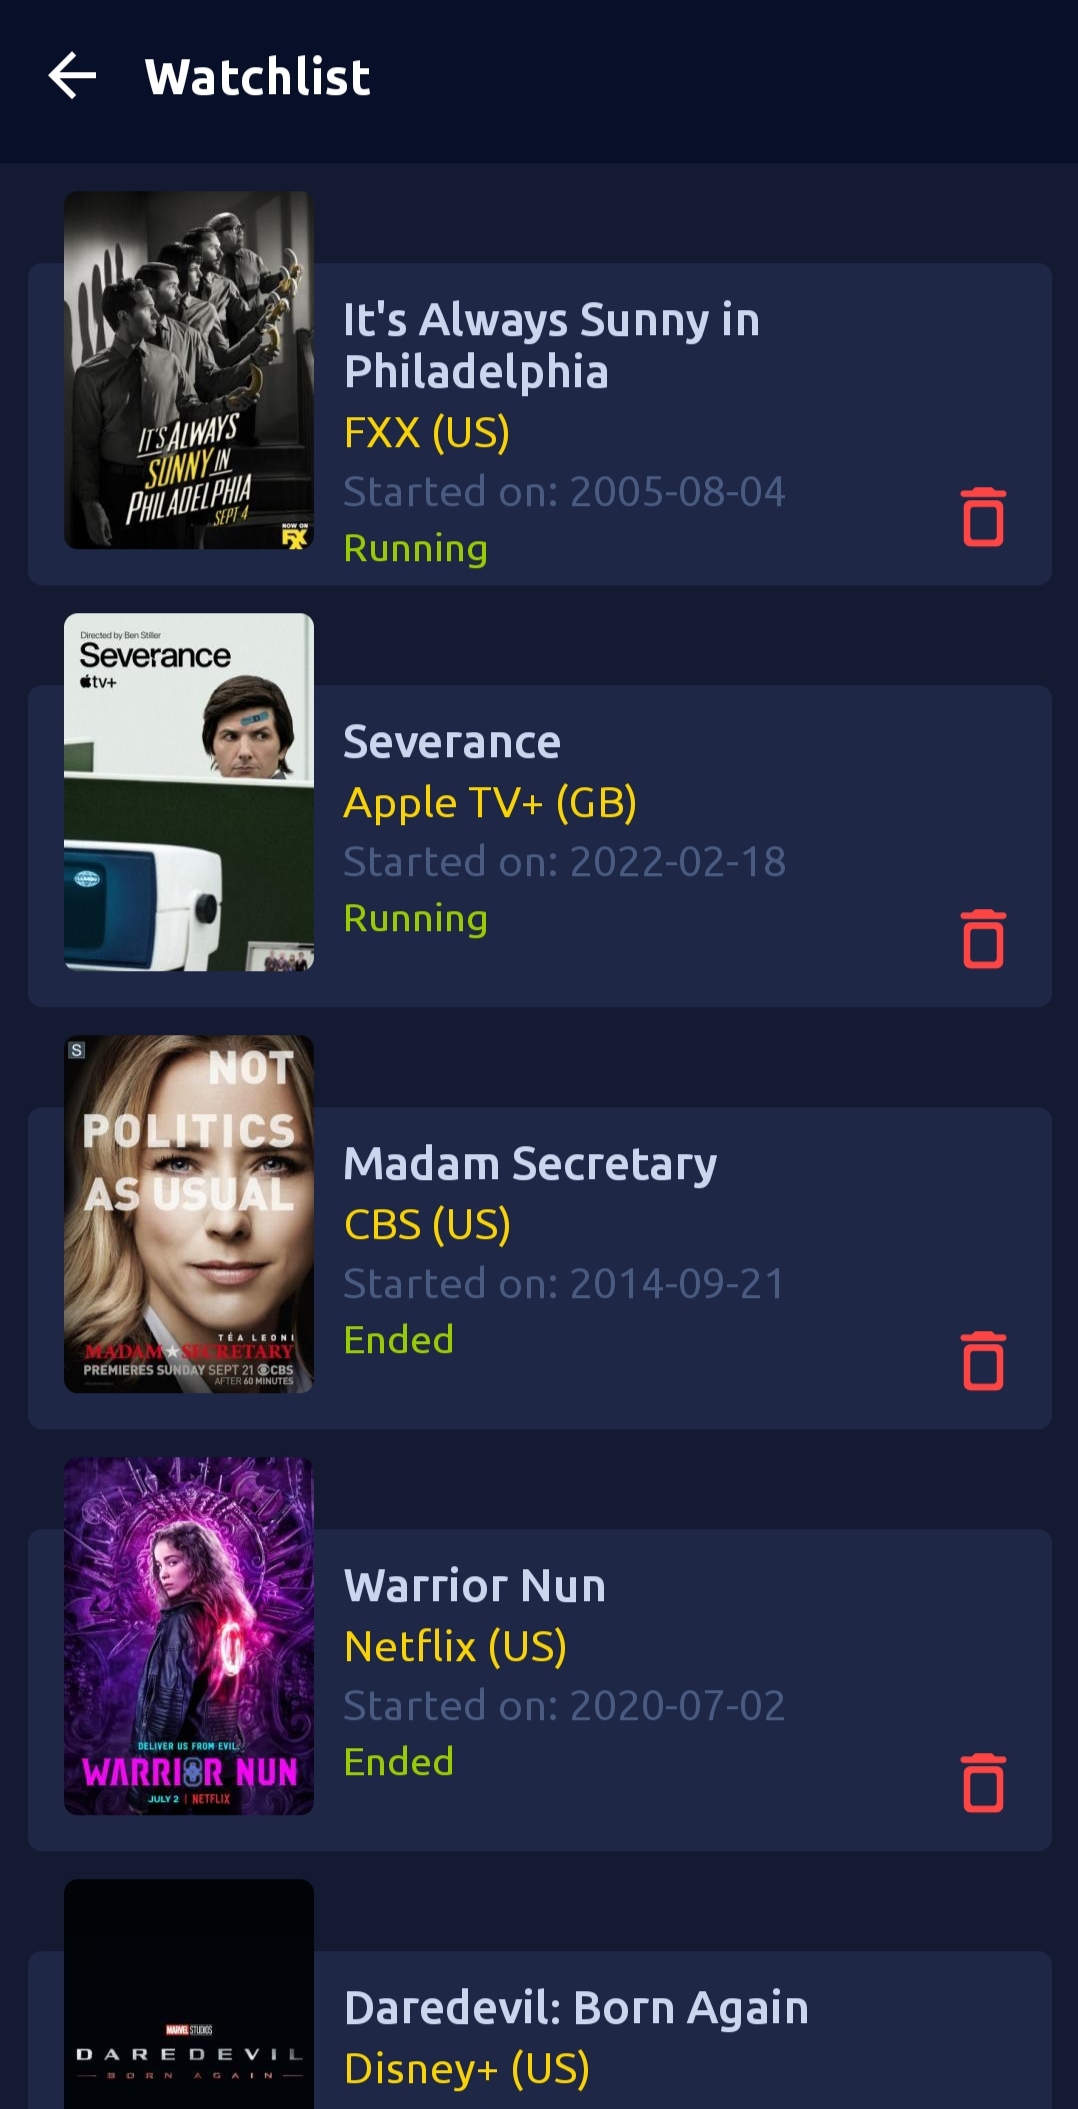 Watchlist
IT'S ALWAYS
SUNNY IN
PHILADELPHIA
SEPT 4
NOW ON
FX
It's Always Sunny in
Philadelphia
FXX (US)
Started on: 2005-08-04
Running
Directed by Ben Stiller
Severance
tv+
LUMON
Severance
Apple TV+ (GB)
Started on: 2022-02-18
Running
S
NOT
POLITICS
AS USUAL
TÉA LEONI
MADAM SECRETARY
PREMIERES SUNDAY SEPT 21 CBS
AFTER 60 MINUTES
Madam Secretary
CBS (US)
Started on: 2014-09-21
Ended
DELIVER US FROM EVIL.
WARRIOR NUN
JULY 2 | NETFLIX
Warrior Nun
Netflix (US)
Started on: 2020-07-02
Ended
MARVEL STUDIOS
DAREDEVIL
BORN AGAIN
Daredevil: Born Again
Disney+ (US)